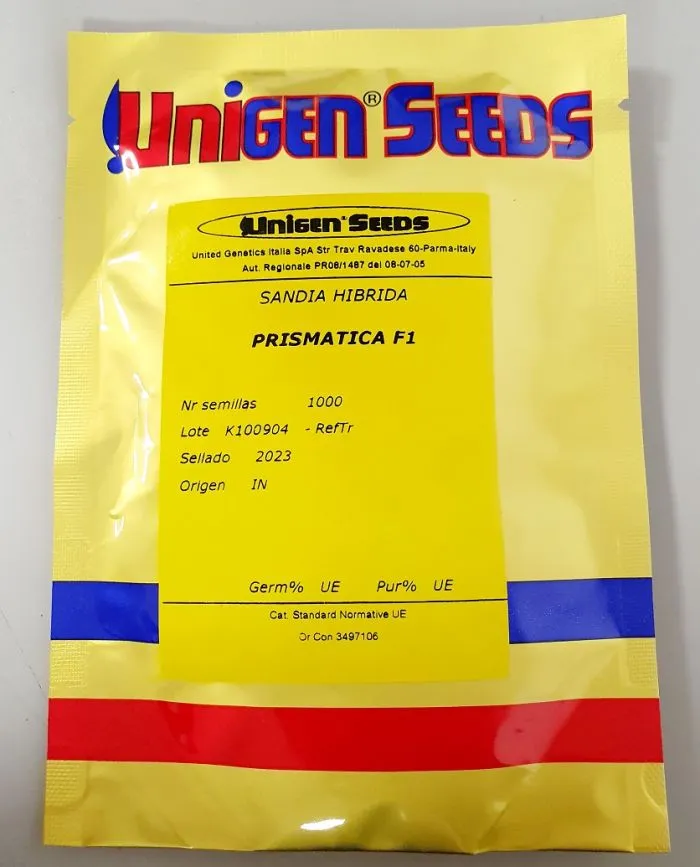 UniGEN® SEEDS
UniGEN® SEEDS
United Genetics Italia SpA Str Trav Ravadese 60-Parma-Italy
Aut. Regionale PR08/1487 del 08-07-05
SANDIA HIBRIDA
PRISMATICA F1
Nr semillas 1000
Lote K100904 - RefTr
Sellado 2023
Origen IN
Germ% UE Pur% UE
Cat. Standard Normative UE
Or Con 3497106